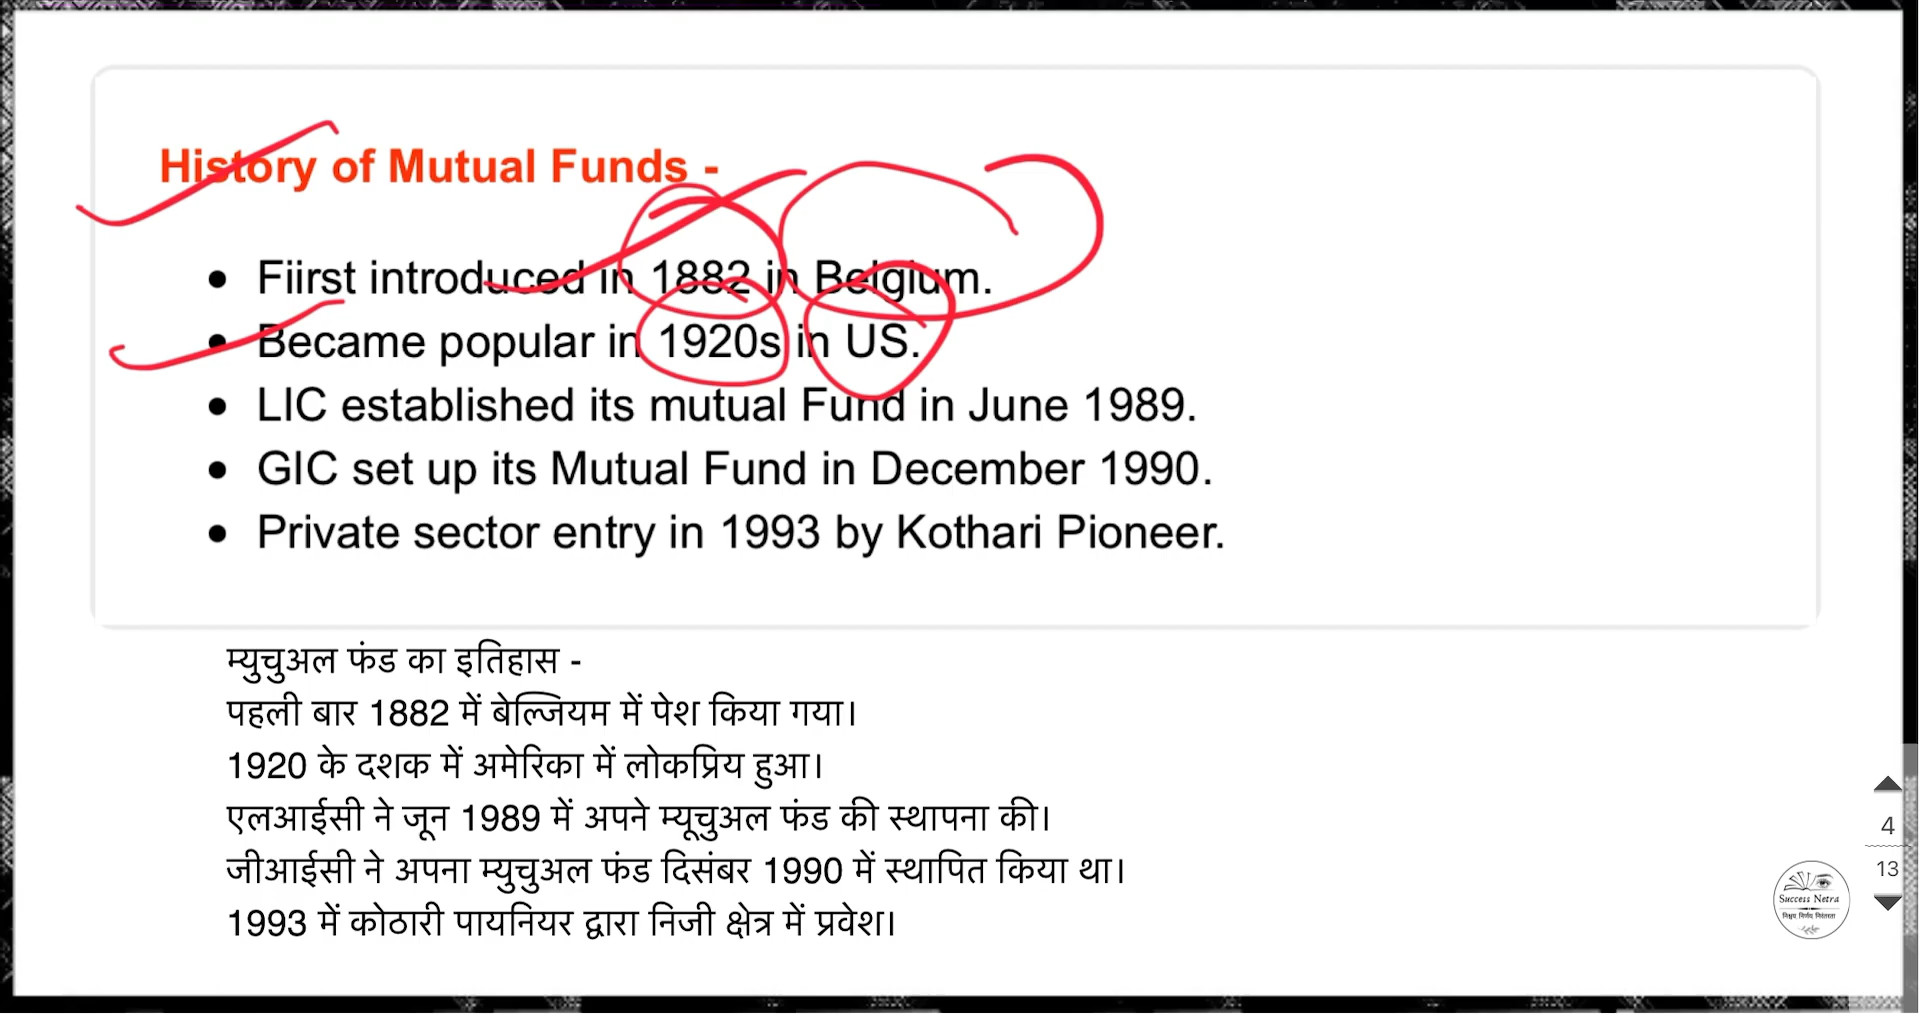 History of Mutual Funds -
• Fiirst introduced in 1882 in Belgium.
• Became popular in 1920s in US.
• LIC established its mutual Fund in June 1989.
• GIC set up its Mutual Fund in December 1990.
• Private sector entry in 1993 by Kothari Pioneer.
म्युचुअल फंड का इतिहास -
पहली बार 1882 में बेल्जियम में पेश किया गया।
1920 के दशक में अमेरिका में लोकप्रिय हुआ।
एलआईसी ने जून 1989 में अपने म्यूचुअल फंड की स्थापना की।
जीआईसी ने अपना म्युचुअल फंड दिसंबर 1990 में स्थापित किया था।
1993 में कोठारी पायनियर द्वारा निजी क्षेत्र में प्रवेश।
4
13
Success Netra